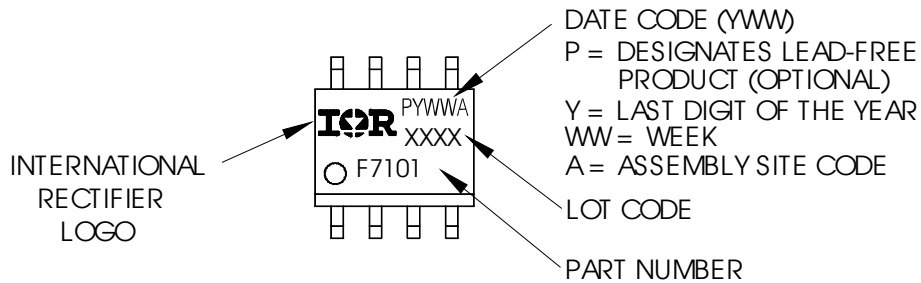 DATE CODE (YWW)
P = DESIGNATES LEAD-FREE
PRODUCT (OPTIONAL)
Y = LAST DIGIT OF THE YEAR
WW = WEEK
A = ASSEMBLY SITE CODE
LOT CODE
PART NUMBER
INTERNATIONAL
RECTIFIER
LOGO
IOR
PYWWA
XXXX
F7101